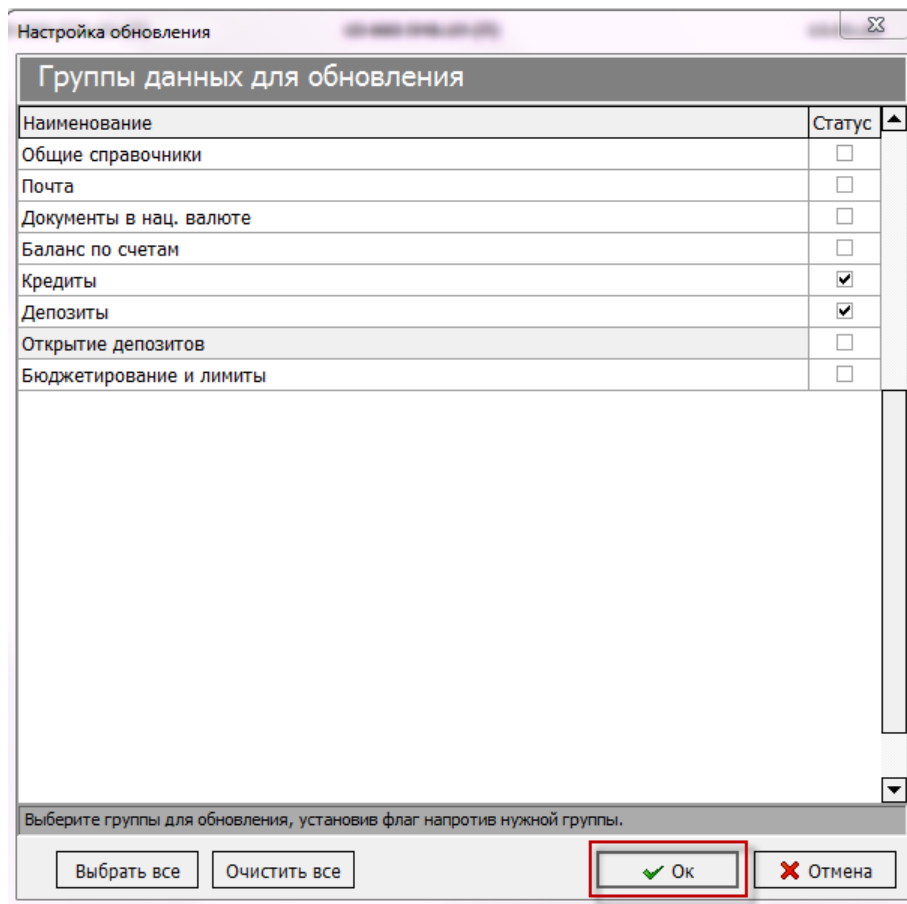 Настройка обновления
Группы данных для обновления
Наименование Статус
Общие справочники
Почта
Документы в нац. валюте
Баланс по счетам
Кредиты
Депозиты
Открытие депозитов
Бюджетирование и лимиты
Выберите группы для обновления, установив флаг напротив нужной группы.
Выбрать все Очистить все Ок Отмена